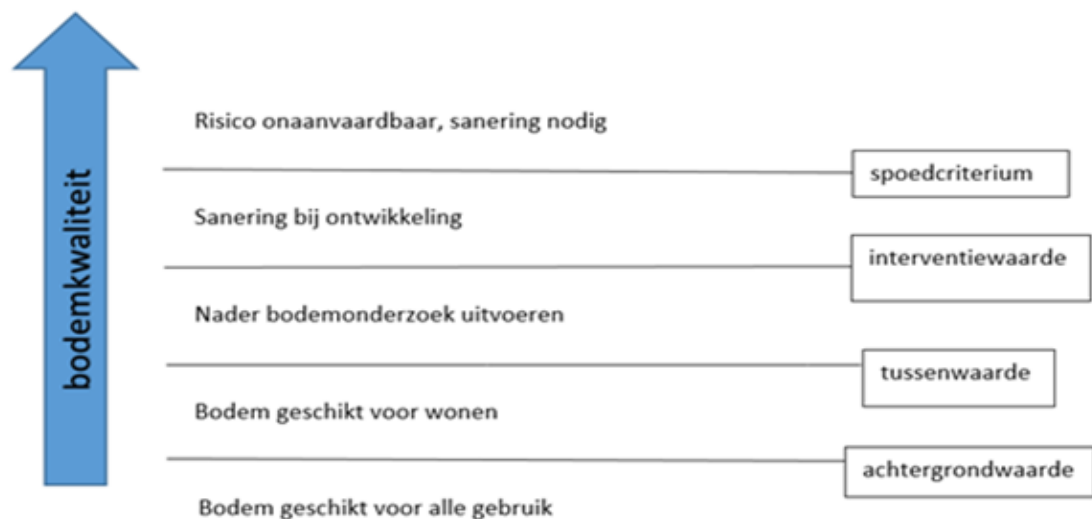 bodemkwaliteit
Risico onaanvaardbaar, sanering nodig
spoedcriterium
Sanering bij ontwikkeling
interventiewaarde
Nader bodemonderzoek uitvoeren
tussenwaarde
Bodem geschikt voor wonen
achtergrondwaarde
Bodem geschikt voor alle gebruik